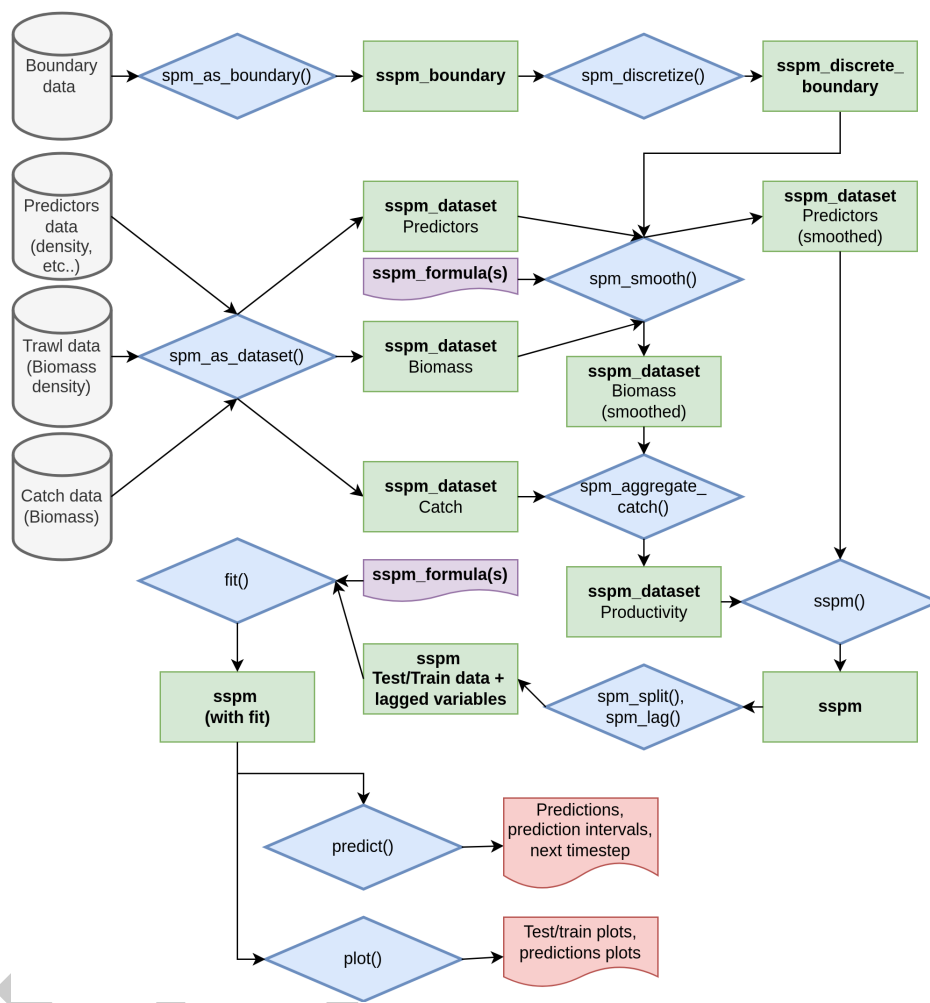 Boundary
data
spm_as_boundary()
sspm_boundary
spm_discretize()
sspm_discrete_
boundary
Predictors
data
(density,
etc..)
sspm_dataset
Predictors
sspm_dataset
Predictors
(smoothed)
sspm_formula(s)
spm_smooth()
Trawl data
(Biomass
density)
spm_as_dataset()
sspm_dataset
Biomass
sspm_dataset
Biomass
(smoothed)
Catch data
(Biomass)
sspm_dataset
Catch
spm_aggregate_
catch()
fit()
sspm_formula(s)
sspm_dataset
Productivity
sspm()
sspm
(with fit)
sspm
Test/Train data +
lagged variables
spm_split(),
spm_lag()
sspm
predict()
Predictions,
prediction intervals,
next timestep
plot()
Test/train plots,
predictions plots